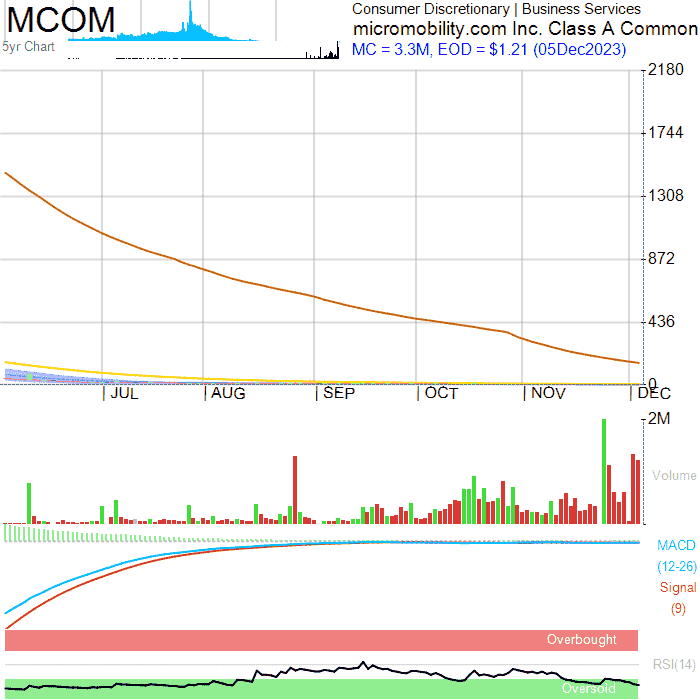 MCOM
5yr Chart
Consumer Discretionary | Business Services
micromobility.com Inc. Class A Common
MC = 3.3M, EOD = $1.21 (05Dec2023)
2180
1744
1308
872
436
0
JUL AUG SEP OCT NOV DEC
2M
Volume
MACD
(12-26)
Signal
(9)
Overbought
RSI(14)
Oversold